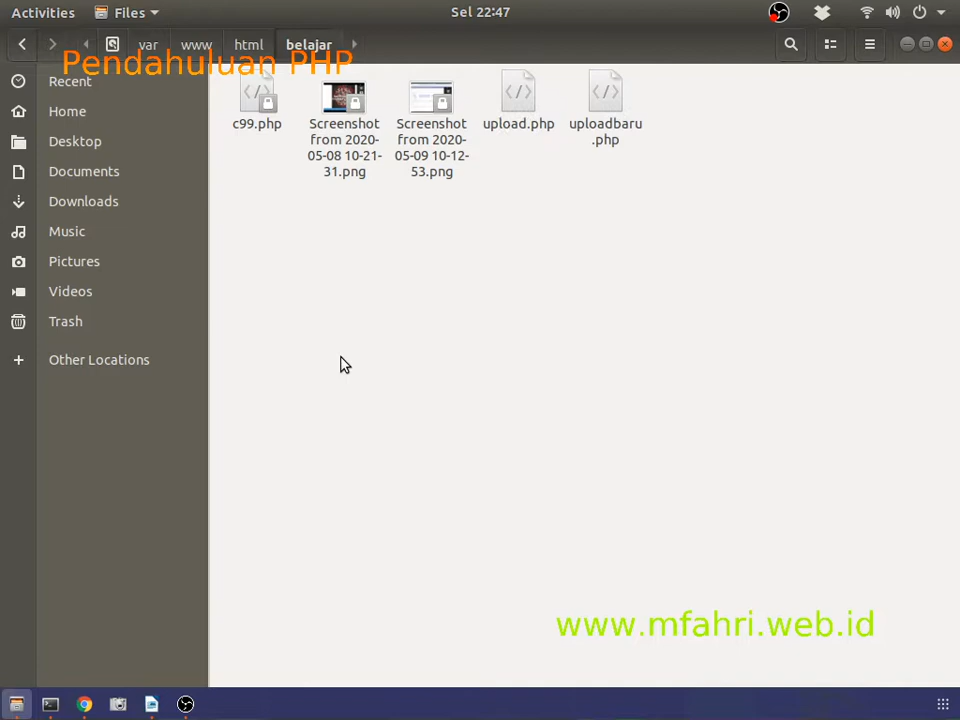 Activities
Files
Sel 22:47
var
www
html
belajar
Pendahuluan PHP
Recent
Home
Desktop
Documents
Downloads
Music
Pictures
Videos
Trash
Other Locations
c99.php
Screenshot
from 2020-
05-08 10-21-
31.png
Screenshot
from 2020-
05-09 10-12-
53.png
upload.php
uploadbaru
.php
www.mfahri.web.id